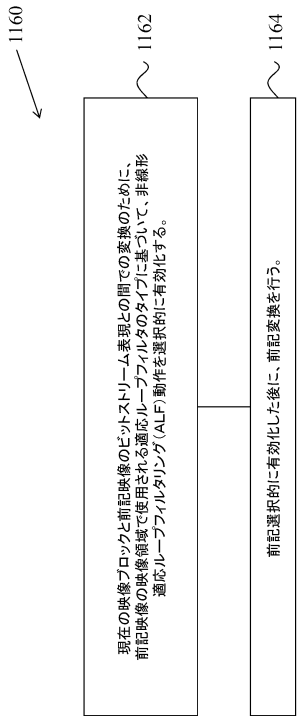 1160
1162
現在の映像ブロックと前記映像のビットストリーム表現との間での変換のために、
前記映像の映像領域で使用される適応ループフィルタのタイプに基づいて、非線形
適応ループフィルタリング(ALF)動作を選択的に有効化する。
1164
前記選択的に有効化した後に、前記変換を行う。